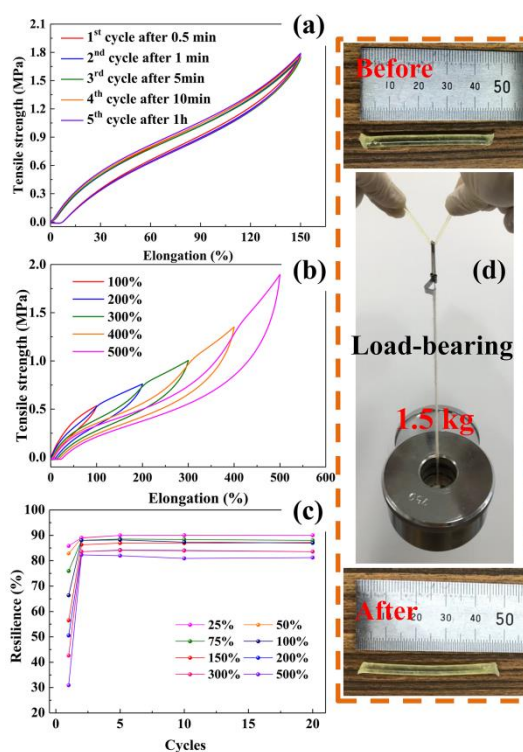 (a)
1st cycle after 0.5 min
2nd cycle after 1 min
3rd cycle after 5min
4th cycle after 10min
5th cycle after 1h
Tensile strength (MPa)
2.1
1.8
1.5
1.2
0.9
0.6
0.3
0.0
0 30 60 90 120 150
Elongation (%)
(b)
100%
200%
300%
400%
500%
Tensile strength (MPa)
2.0
1.5
1.0
0.5
0.0
0 100 200 300 400 500 600
Elongation (%)
(c)
Resilience (%)
100
90
80
70
60
50
40
30
20
25% 50%
75% 100%
150% 200%
300% 500%
0 5 10 15 20
Cycles
Before
10 20 30 40 50
(d)
Load-bearing
1.5 kg
750
After
10 20 30 40 50